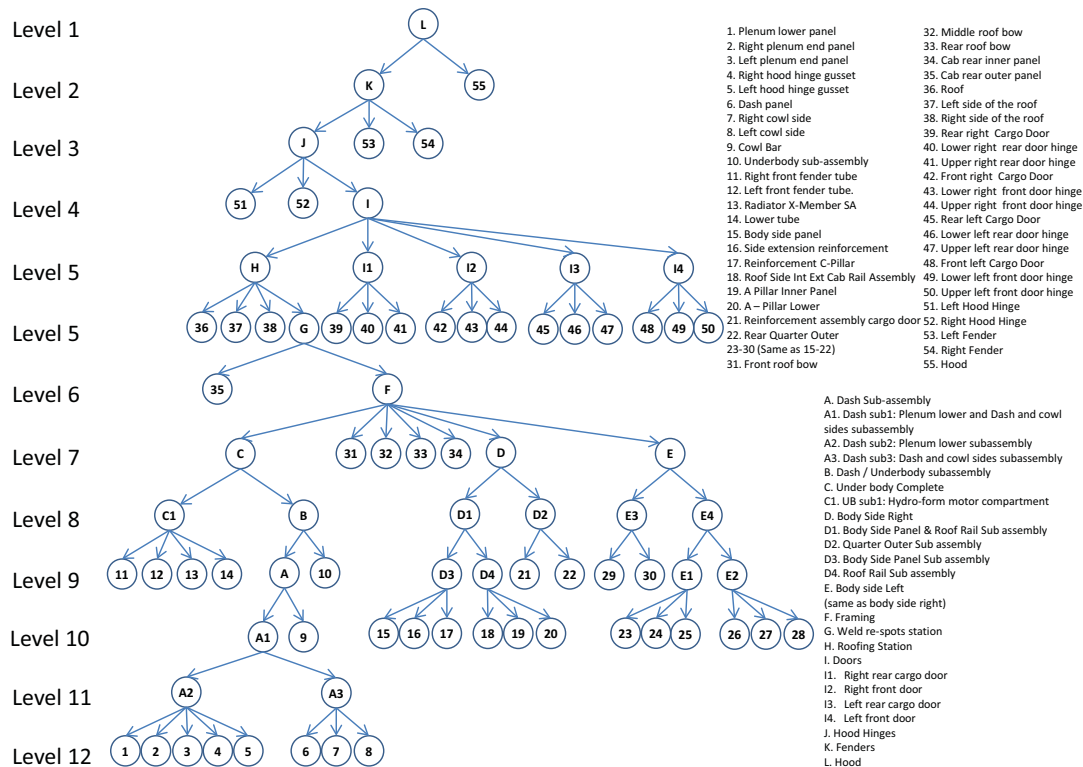 Level 1
L
Level 2
K
55
Level 3
J
53
54
Level 4
51
52
I
Level 5
H
I1
I2
I3
I4
Level 5
36
37
38
G
39
40
41
42
43
44
45
46
47
48
49
50
Level 6
35
F
Level 7
C
31
32
33
34
D
E
Level 8
C1
B
D1
D2
E3
E4
Level 9
11
12
13
14
A
10
D3
D4
21
22
29
30
E1
E2
Level 10
A1
9
15
16
17
18
19
20
23
24
25
26
27
28
Level 11
A2
A3
Level 12
1
2
3
4
5
6
7
8
1. Plenum lower panel
2. Right plenum end panel
3. Left plenum end panel
4. Right hood hinge gusset
5. Left hood hinge gusset
6. Dash panel
7. Right cowl side
8. Left cowl side
9. Cowl Bar
10. Underbody sub-assembly
11. Right front fender tube
12. Left front fender tube.
13. Radiator X-Member SA
14. Lower tube
15. Body side panel
16. Side extension reinforcement
17. Reinforcement C-Pillar
18. Roof Side Int Ext Cab Rail Assembly
19. A Pillar Inner Panel
20. A – Pillar Lower
21. Reinforcement assembly cargo door
22. Rear Quarter Outer
23-30 (Same as 15-22)
31. Front roof bow
32. Middle roof bow
33. Rear roof bow
34. Cab rear inner panel
35. Cab rear outer panel
36. Roof
37. Left side of the roof
38. Right side of the roof
39. Rear right Cargo Door
40. Lower right rear door hinge
41. Upper right rear door hinge
42. Front right Cargo Door
43. Lower right front door hinge
44. Upper right front door hinge
45. Rear left Cargo Door
46. Lower left rear door hinge
47. Upper left rear door hinge
48. Front left Cargo Door
49. Lower left front door hinge
50. Upper left front door hinge
51. Left Hood Hinge
52. Right Hood Hinge
53. Left Fender
54. Right Fender
55. Hood
A. Dash Sub-assembly
A1. Dash sub1: Plenum lower and Dash and cowl
sides subassembly
A2. Dash sub2: Plenum lower subassembly
A3. Dash sub3: Dash and cowl sides subassembly
B. Dash / Underbody subassembly
C. Under body Complete
C1. UB sub1: Hydro-form motor compartment
D. Body Side Right
D1. Body Side Panel & Roof Rail Sub assembly
D2. Quarter Outer Sub assembly
D3. Body Side Panel Sub assembly
D4. Roof Rail Sub assembly
E. Body side Left
(same as body side right)
F. Framing
G. Weld re-spots station
H. Roofing Station
I. Doors
I1. Right rear cargo door
I2. Right front door
I3. Left rear cargo door
I4. Left front door
J. Hood Hinges
K. Fenders
L. Hood